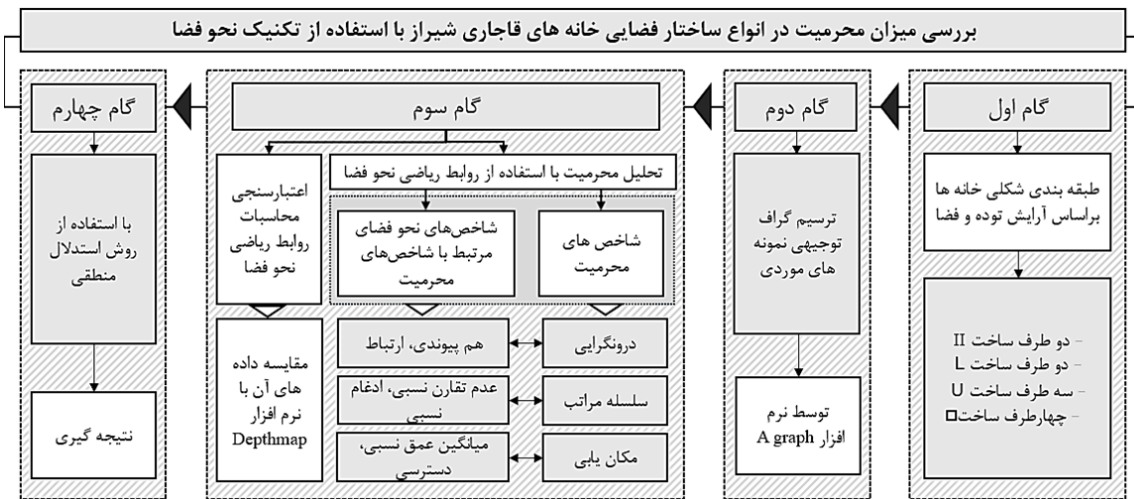 بررسی میزان محرمیت در انواع ساختار فضایی خانه های قاجاری شیراز با استفاده از تکنیک نحو فضا
گام اول
طبقه بندی شکلی خانه ها
براساس آرایش توده و فضا
- دو طرف ساخت II
- دو طرف ساخت L
- سه طرف ساخت U
- چهارطرف ساخت□
گام دوم
ترسیم گراف
توجیهی نمونه
های موردی
توسط نرم
افزار A graph
گام سوم
تحلیل محرمیت با استفاده از روابط ریاضی نحو فضا
شاخص های
محرمیت
شاخص‌های نحو فضای
مرتبط با شاخص‌های
محرمیت
درونگرایی
هم پیوندی، ارتباط
سلسله مراتب
عدم تقارن نسبی، ادغام
نسبی
مکان یابی
میانگین عمق نسبی،
دسترسی
اعتبارسنجی
محاسبات
روابط ریاضی
نحو فضا
مقایسه داده
های آن با
نرم افزار
Depthmap
گام چهارم
با استفاده از
روش استدلال
منطقی
نتیجه گیری